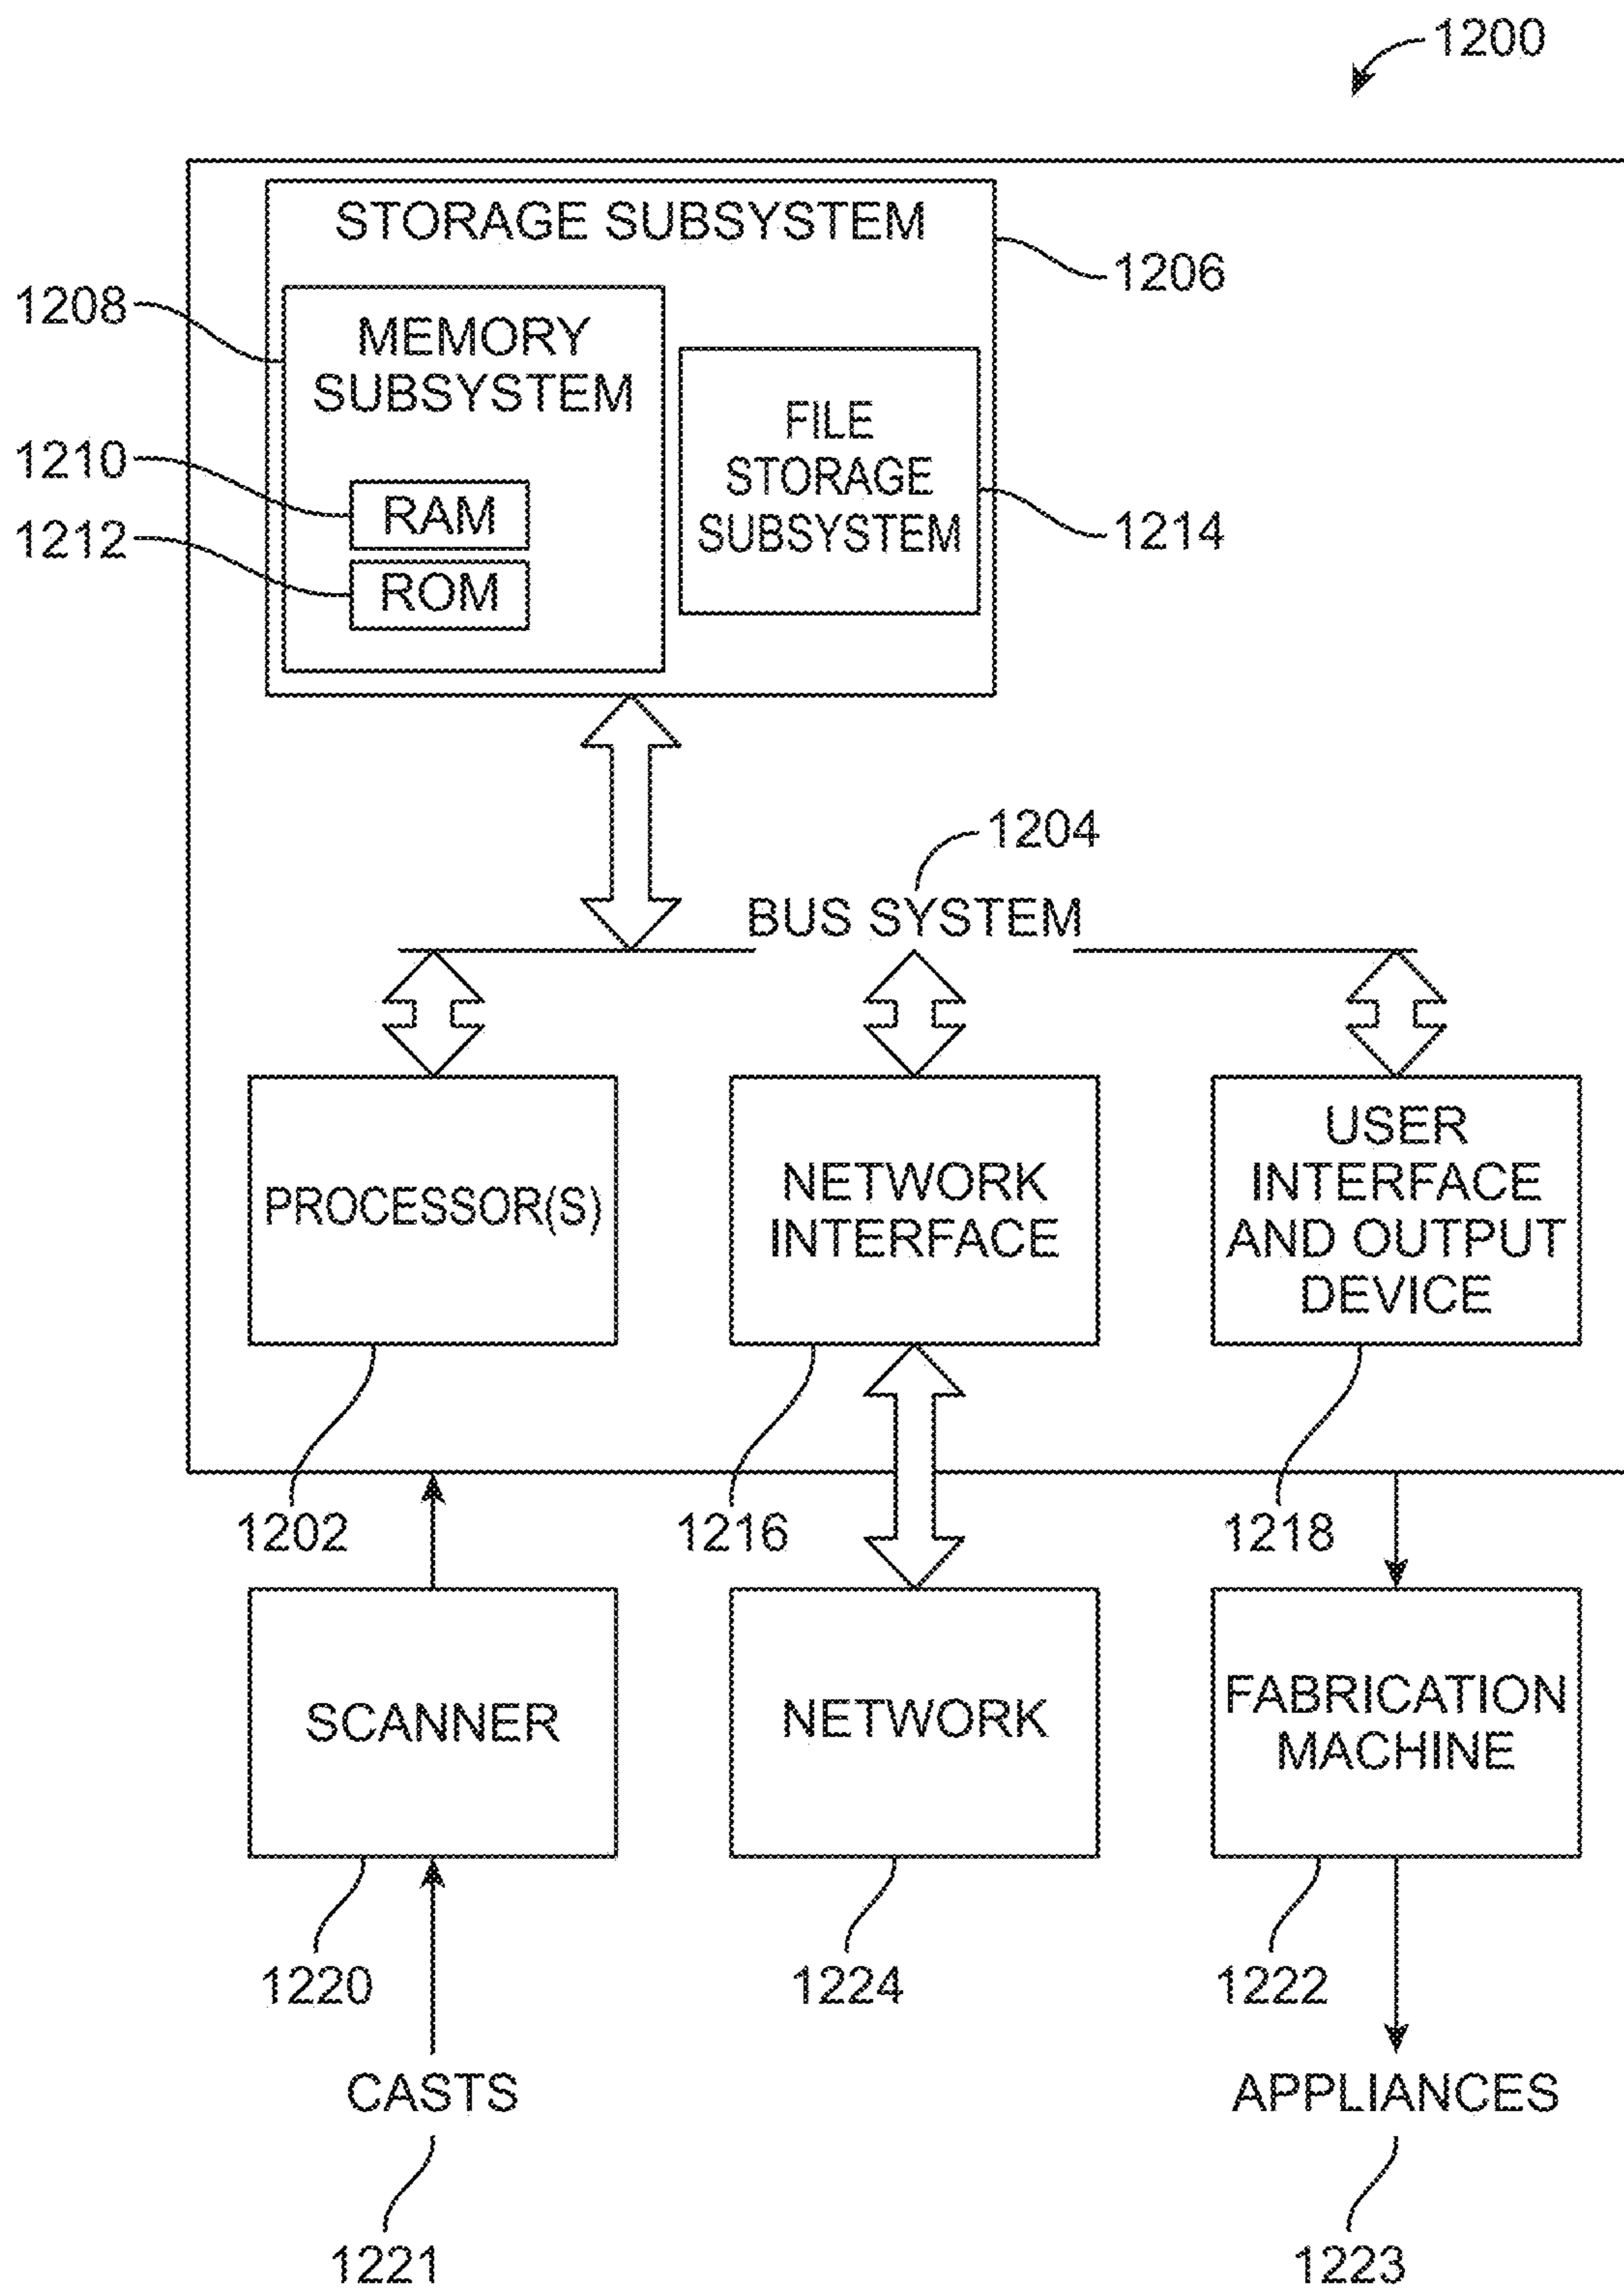 1200
STORAGE SUBSYSTEM
1206
1208
MEMORY
SUBSYSTEM
FILE
STORAGE
SUBSYSTEM
1210
RAM
1214
1212
ROM
1204
BUS SYSTEM
PROCESSOR(S)
NETWORK
INTERFACE
USER
INTERFACE
AND OUTPUT
DEVICE
1202
1216
1218
SCANNER
NETWORK
FABRICATION
MACHINE
1220
1224
1222
CASTS
APPLIANCES
1221
1223